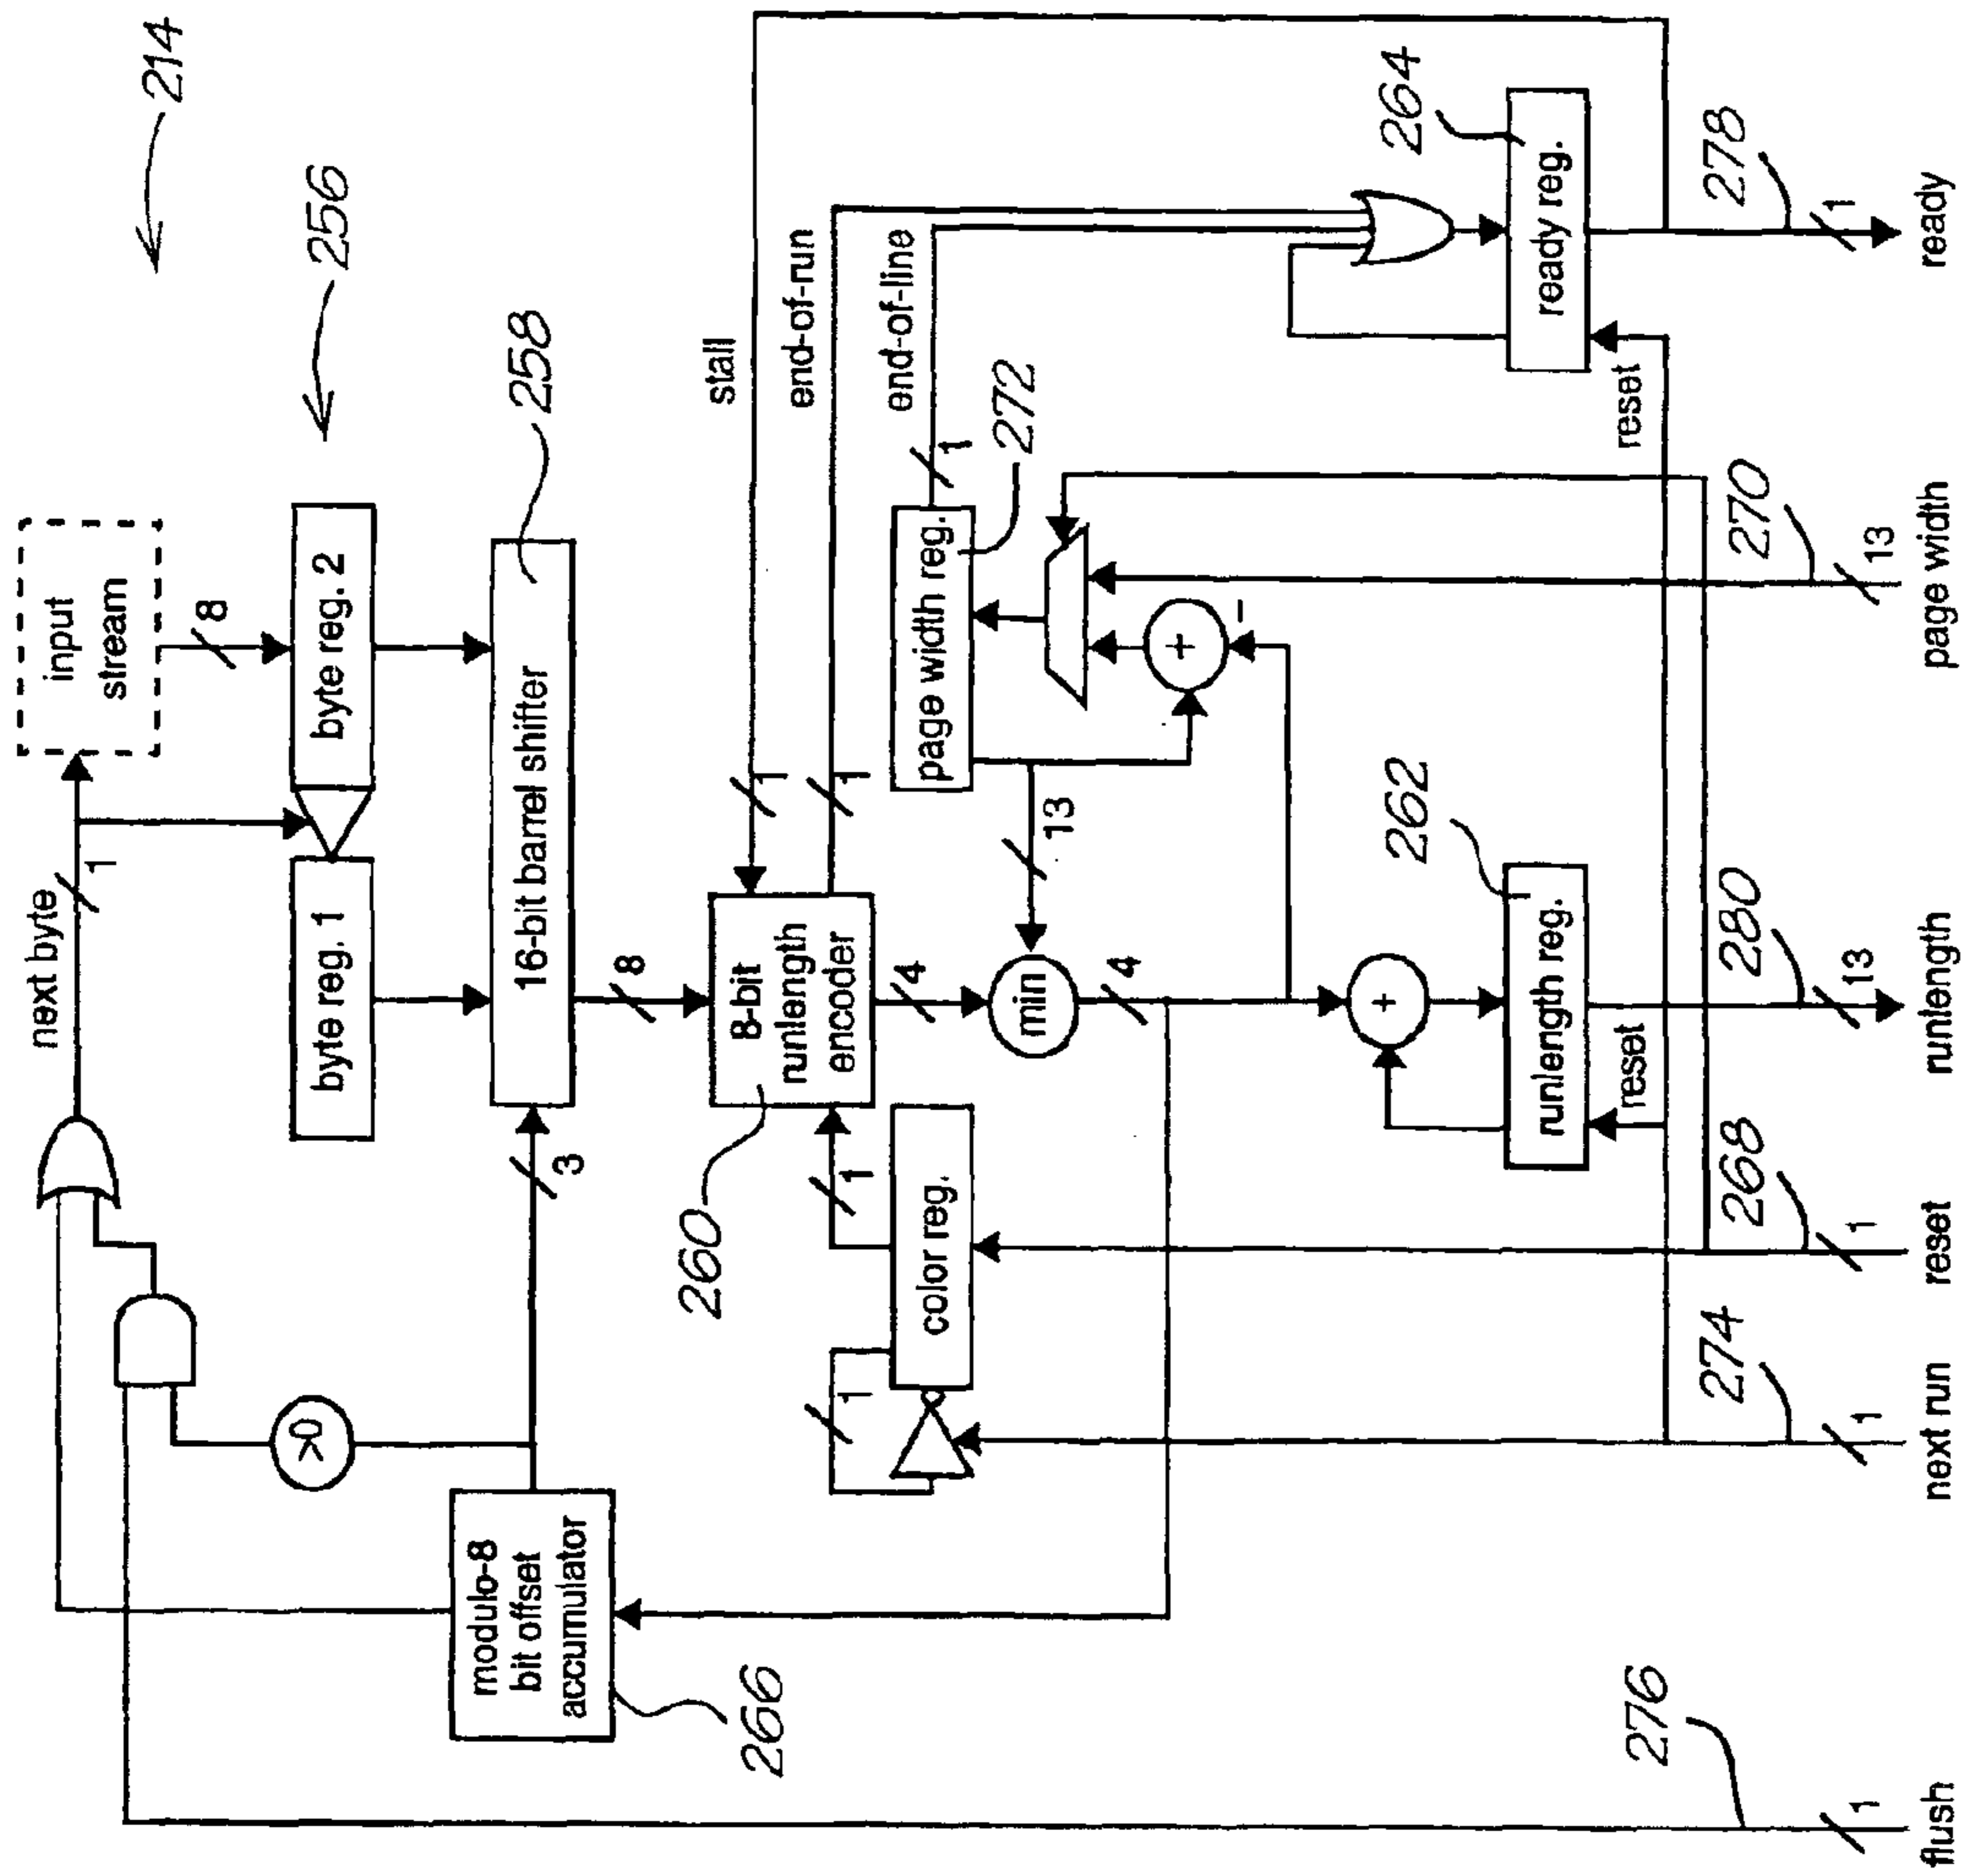 214
256
input
stream
next byte
1
8
byte reg. 1
byte reg. 2
16-bit barrel shifter
258
3
8
modulo-8
bit offset
accumulator
266
>0
8-bit
runlength
encoder
260
1
1
stall
end-of-run
end-of-line
1
color reg.
1
1
4
min
4
13
page width reg.
272
1
+
-
+
runlength reg.
262
reset
ready reg.
264
reset
276
1
flush
274
1
next run
268
1
reset
280
13
runlength
270
13
page width
278
1
ready